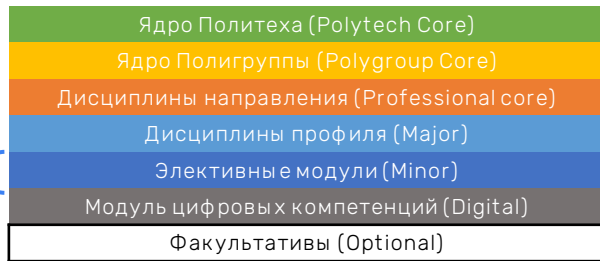 Ядро Политеха (Polytech Core)
Ядро Полигруппы (Polygroup Core)
Дисциплины направления (Professional core)
Дисциплины профиля (Major)
Элективные модули (Minor)
Модуль цифровых компетенций (Digital)
Факультативы (Optional)